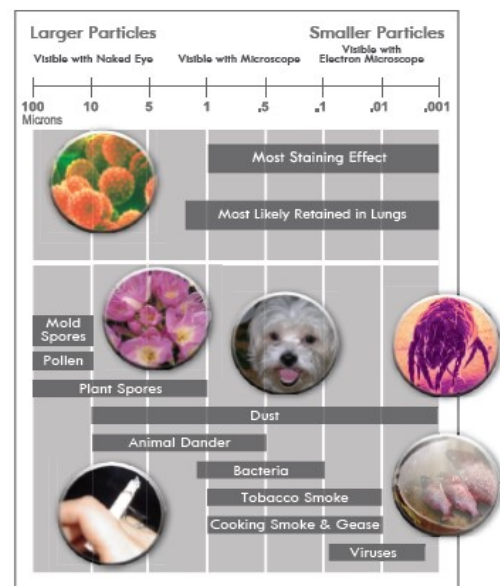 Larger Particles
Smaller Particles
Visible with Naked Eye
Visible with Microscope
Visible with
Electron Microscope
100 10 5 1 .5 .1 .01 .001
Microns
Most Staining Effect
Most Likely Retained in Lungs
Mold
Spores
Pollen
Plant Spores
Dust
Animal Dander
Bacteria
Tobacco Smoke
Cooking Smoke & Gease
Viruses